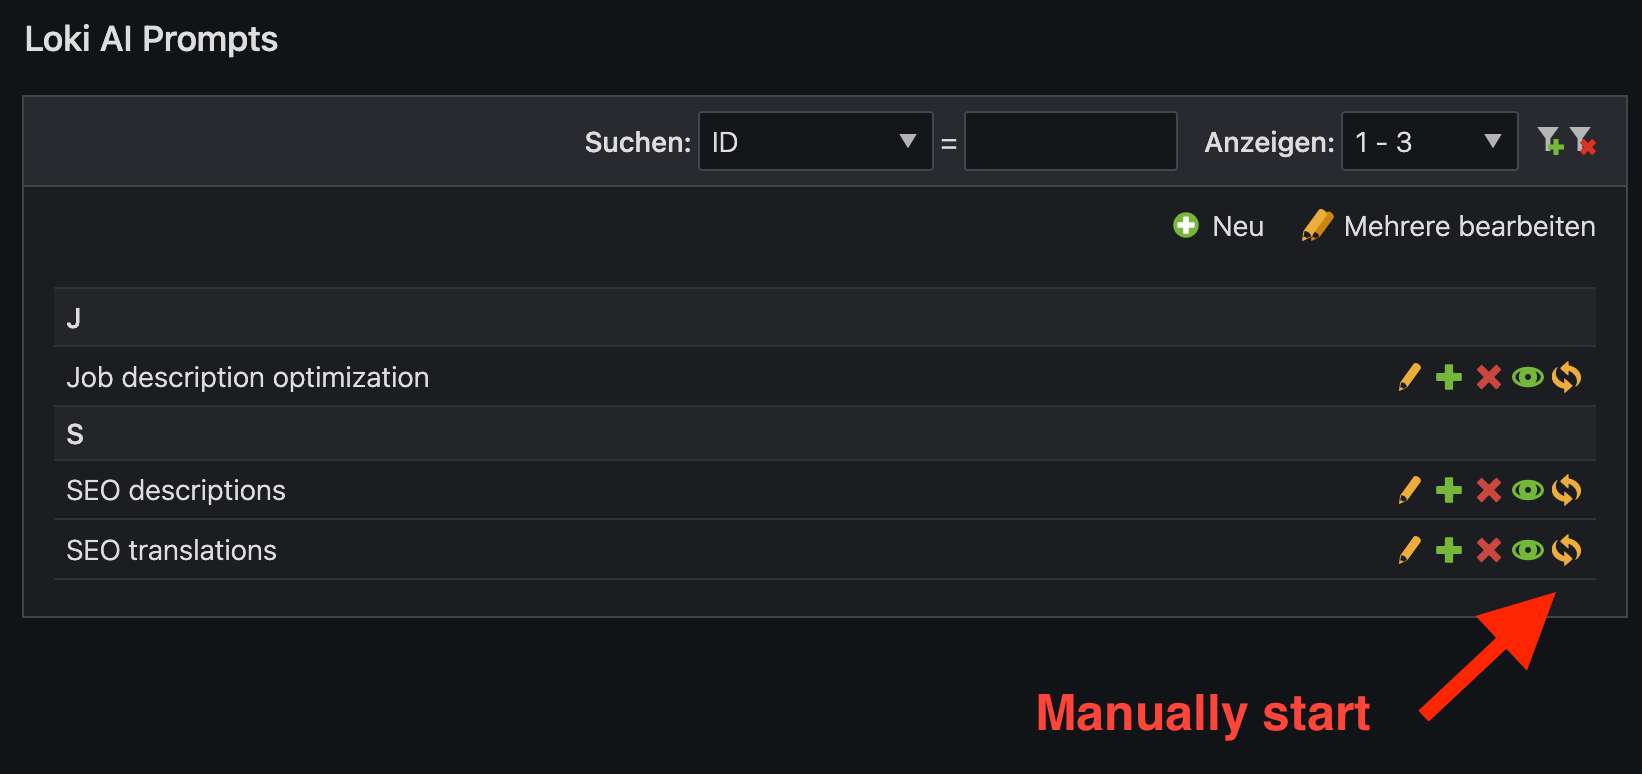 Loki AI Prompts
Suchen: ID = Anzeigen: 1 - 3
Neu Mehrere bearbeiten
J
Job description optimization
S
SEO descriptions
SEO translations
Manually start